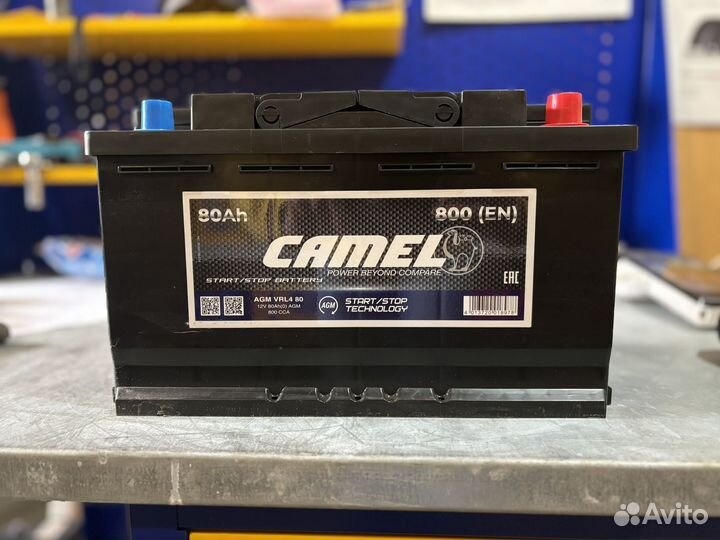 80Ah
800 (EN)
CAMEL
POWER BEYOND COMPARE
START/STOP BATTERY
EAC
AGM VRL4 80
12V 80Ah(0) AGM
800 CCA
AGM
START/STOP
TECHNOLOGY
Avito